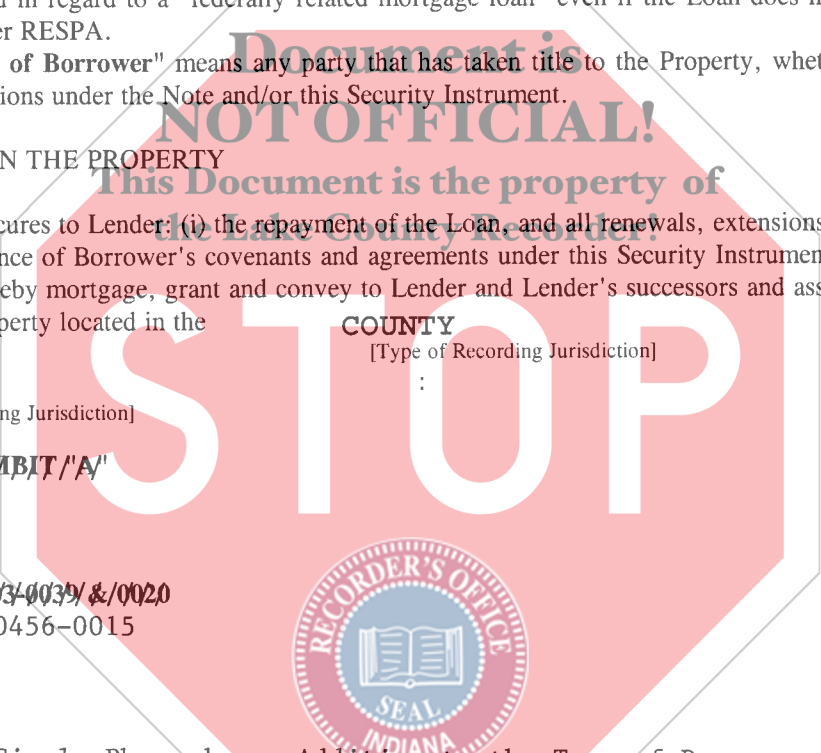 in regard to a "federally related mortgage loan" even if the Loan does
er RESPA.
of Borrower" means any party that has taken title to the Property,
ions under the Note and/or this Security Instrument.
Document is
NOT OFFICIAL!
This Document is the property of
the Lake County Recorder!
N THE PROPERTY
cures to Lender: (i) the repayment of the Loan, and all renewals, extensions
nce of Borrower's covenants and agreements under this Security Instrumen
eby mortgage, grant and convey to Lender and Lender's successors and ass
perty located in the COUNTY
[Type of Recording Jurisdiction]
:
ng Jurisdiction]
STOP
MBIT "A"
3-0039 & 0020
0456-0015
RECORDER'S OFFICE
SEAL
INDIANA